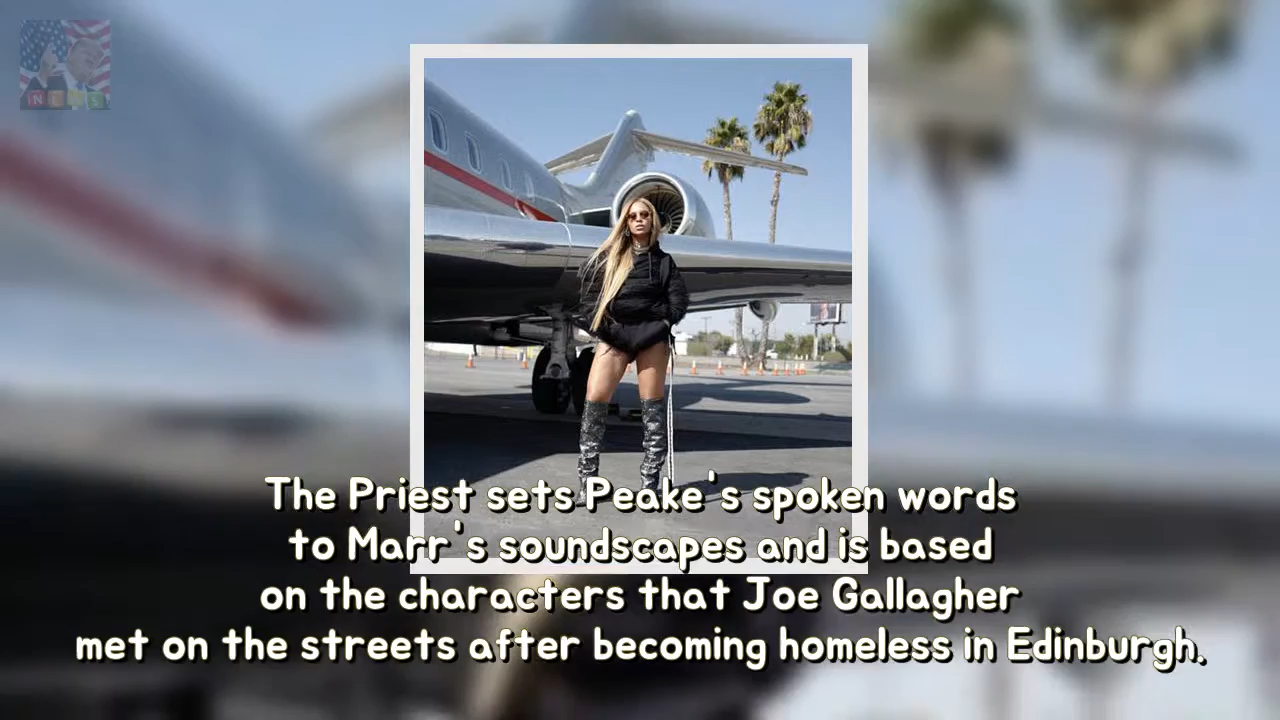 NEWS
The Priest sets Peake's spoken words
to Marr's soundscapes and is based
on the characters that Joe Gallagher
met on the streets after becoming homeless in Edinburgh.